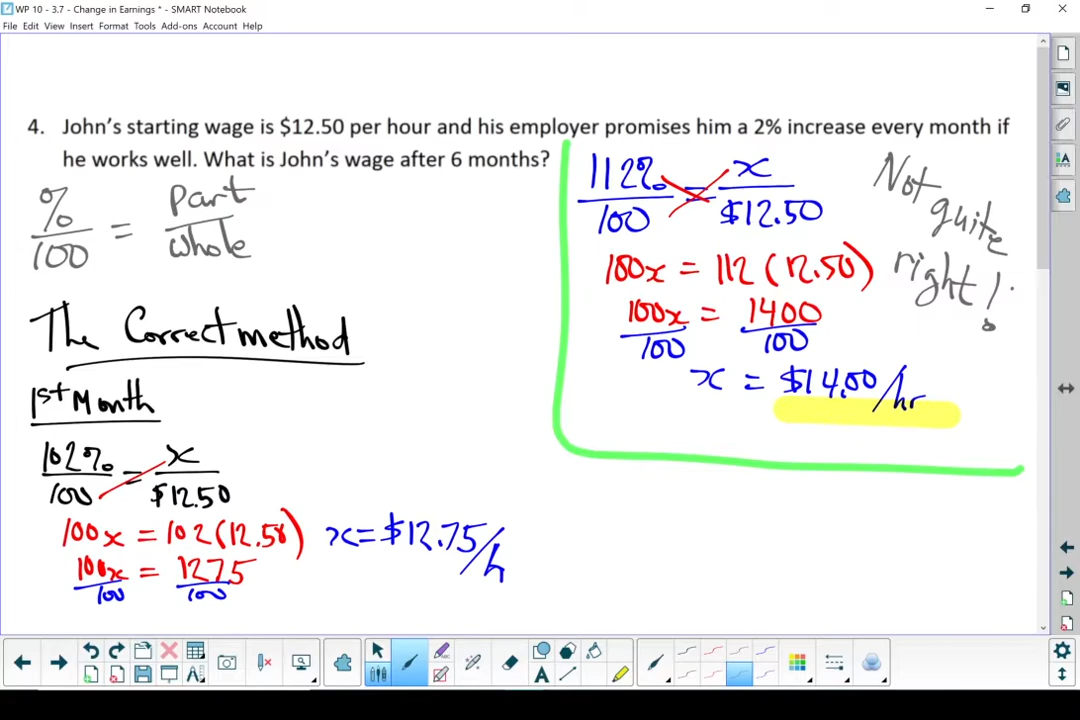 WP 10 - 3.7 - Change in Earnings * - SMART Notebook
File Edit View Insert Format Tools Add-ons Account Help
4. John's starting wage is $12.50 per hour and his employer promises him a 2% increase every month if
he works well. What is John's wage after 6 months?
%/100 = part/whole
112%/100 = x/$12.50
100x = 112 (12.50)
100x/100 = 1400/100
x = $14.00/hr
Not
quite
right!
The Correct method
1st Month
102%/100 = x/$12.50
100x = 102 (12.50)
100x/100 = 1275/100
x = $12.75/h